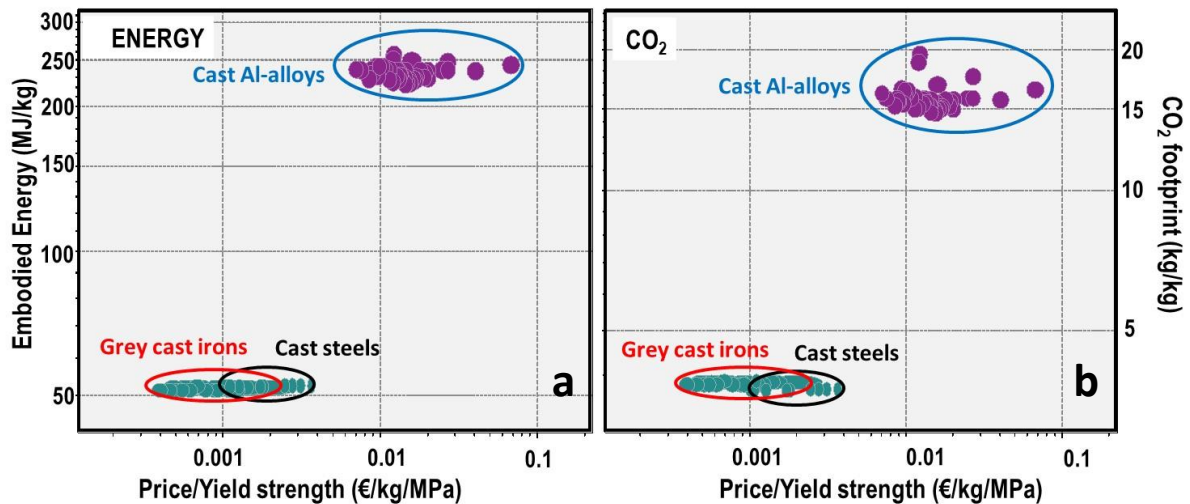 ENERGY
Embodied Energy (MJ/kg)
300
250
200
150
100
50
Cast Al-alloys
Grey cast irons
Cast steels
a
0.001
0.01
0.1
Price/Yield strength (€/kg/MPa)
CO₂
Cast Al-alloys
Grey cast irons
Cast steels
b
20
15
10
5
CO₂ footprint (kg/kg)
0.001
0.01
0.1
Price/Yield strength (€/kg/MPa)